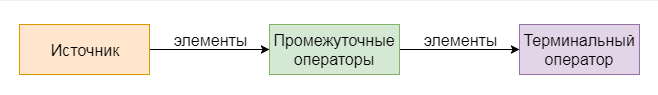 Источник
элементы
Промежуточные
операторы
элементы
Терминальный
оператор